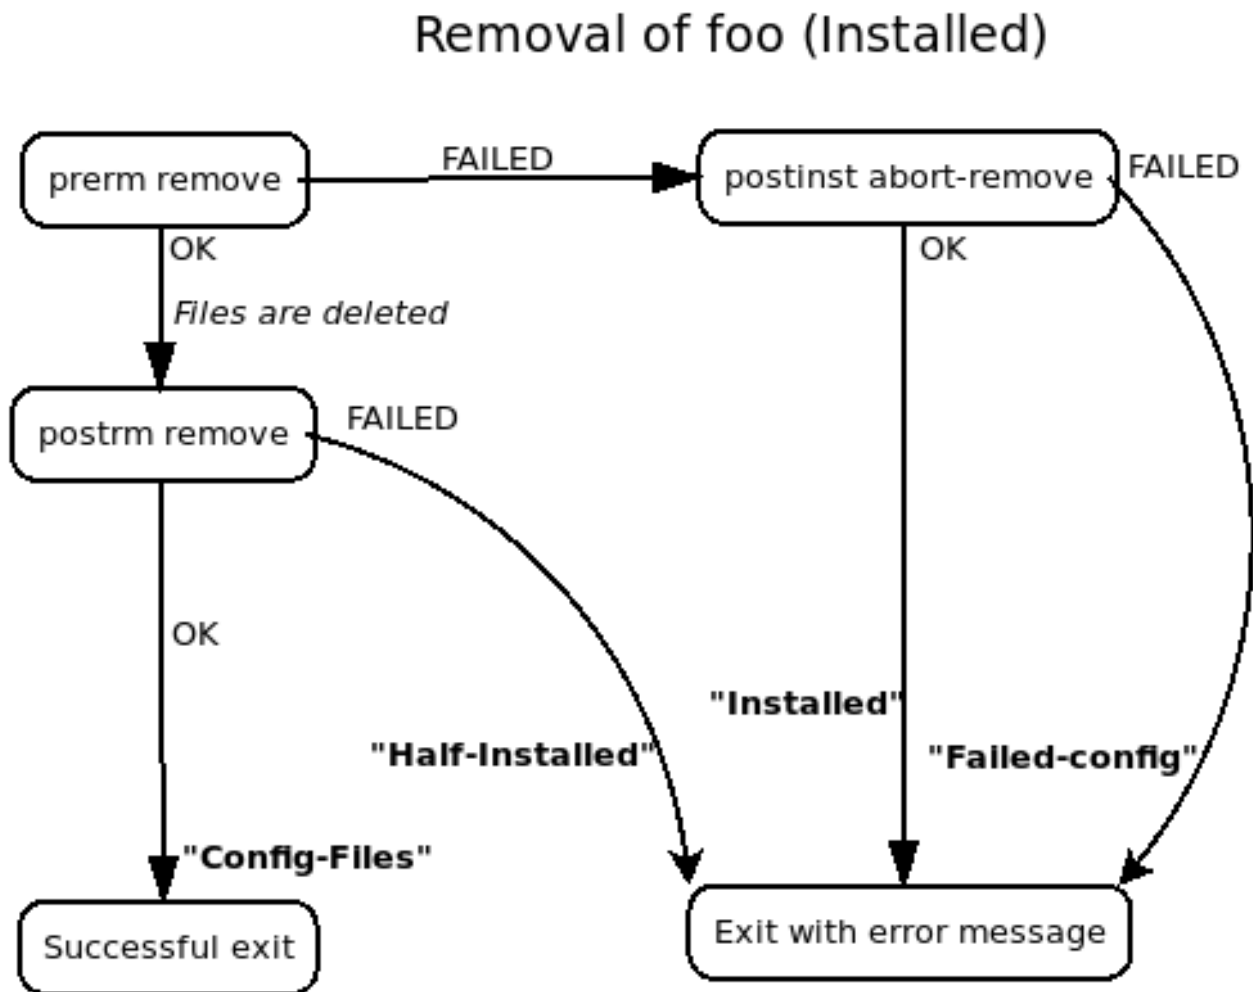 Removal of foo (Installed)
prerm remove
FAILED
postinst abort-remove
FAILED
OK
OK
Files are deleted
postrm remove
FAILED
OK
"Installed"
"Half-Installed"
"Failed-config"
"Config-Files"
Successful exit
Exit with error message